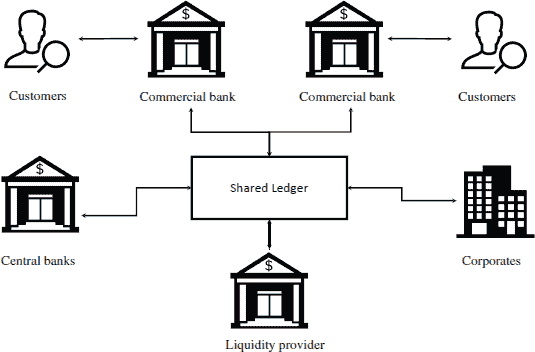 $
$
Customers
Commercial bank
Commercial bank
Customers
$
Shared Ledger
Central banks
Corporates
$
Liquidity provider